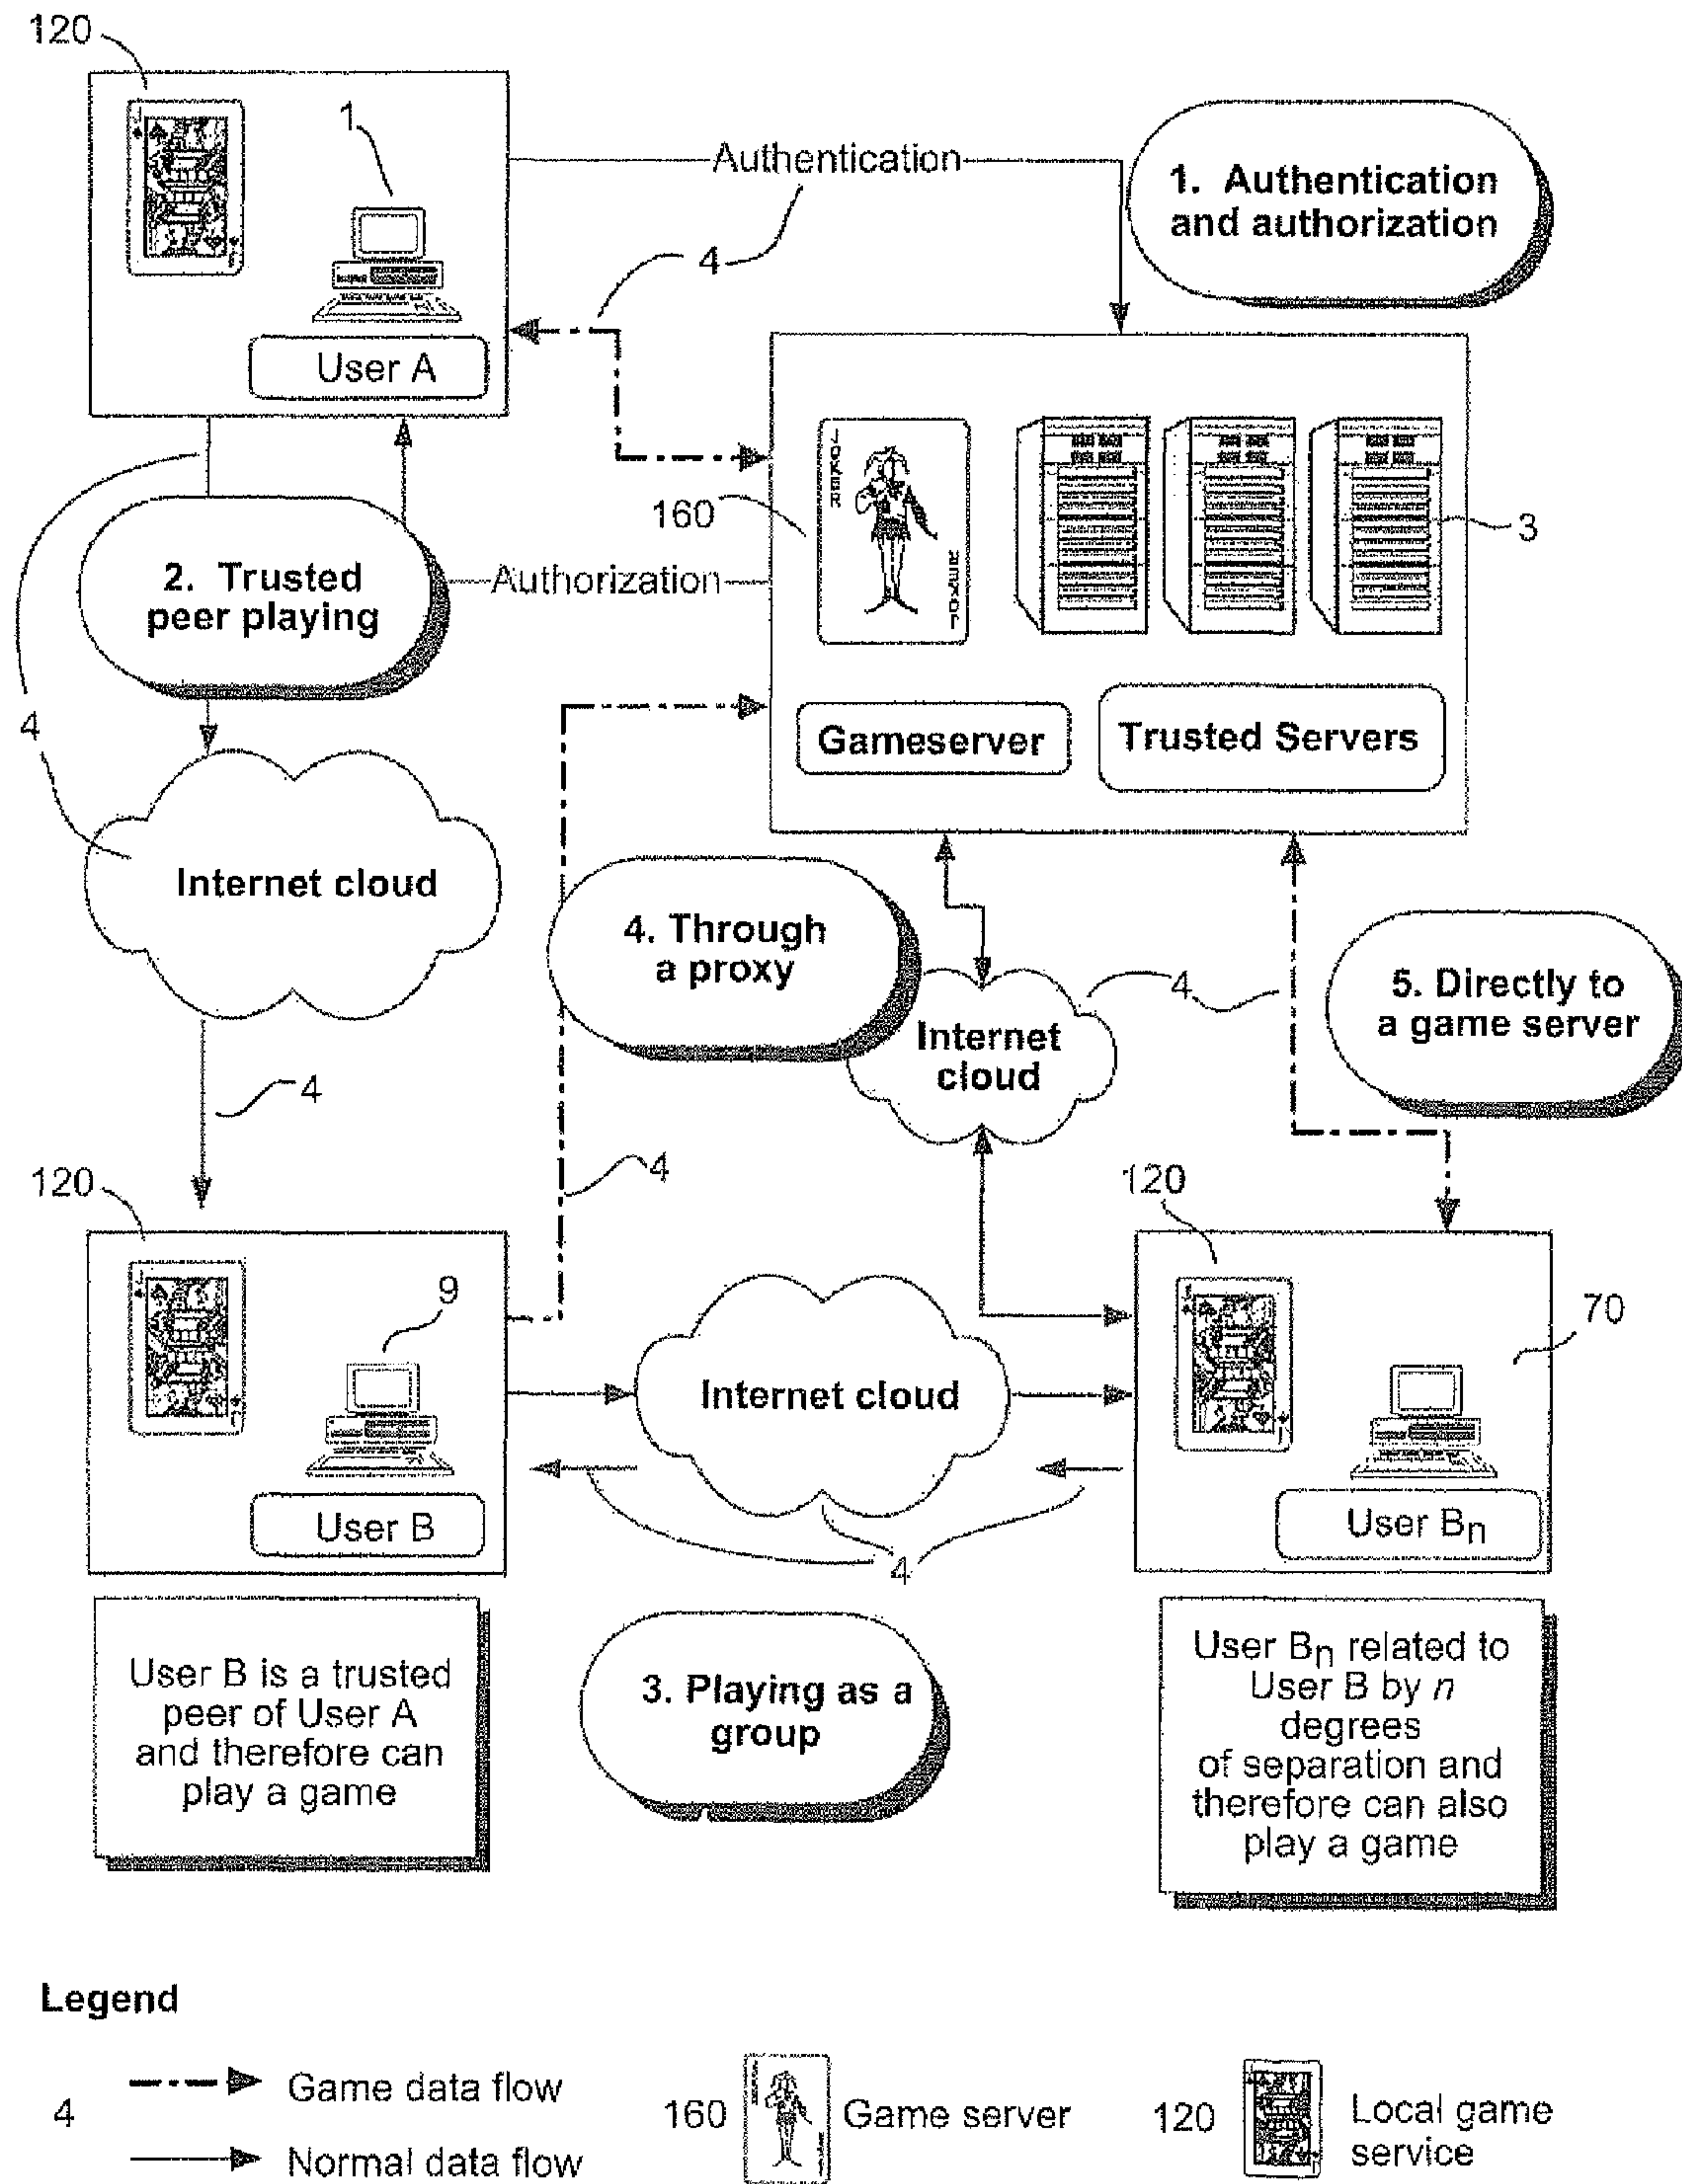 120
1
Authentication
1. Authentication
and authorization
4
User A
JOKER
JOKER
160
3
2. Trusted
peer playing
Authorization
4
Gameserver
Trusted Servers
Internet cloud
4. Through
a proxy
4
5. Directly to
a game server
Internet
cloud
4
4
120
120
9
70
Internet cloud
User B
User Bn
4
User B is a trusted
peer of User A
and therefore can
play a game
3. Playing as a
group
User Bn related to
User B by n
degrees
of separation and
therefore can also
play a game
Legend
4
Game data flow
Normal data flow
160
Game server
120
Local game
service